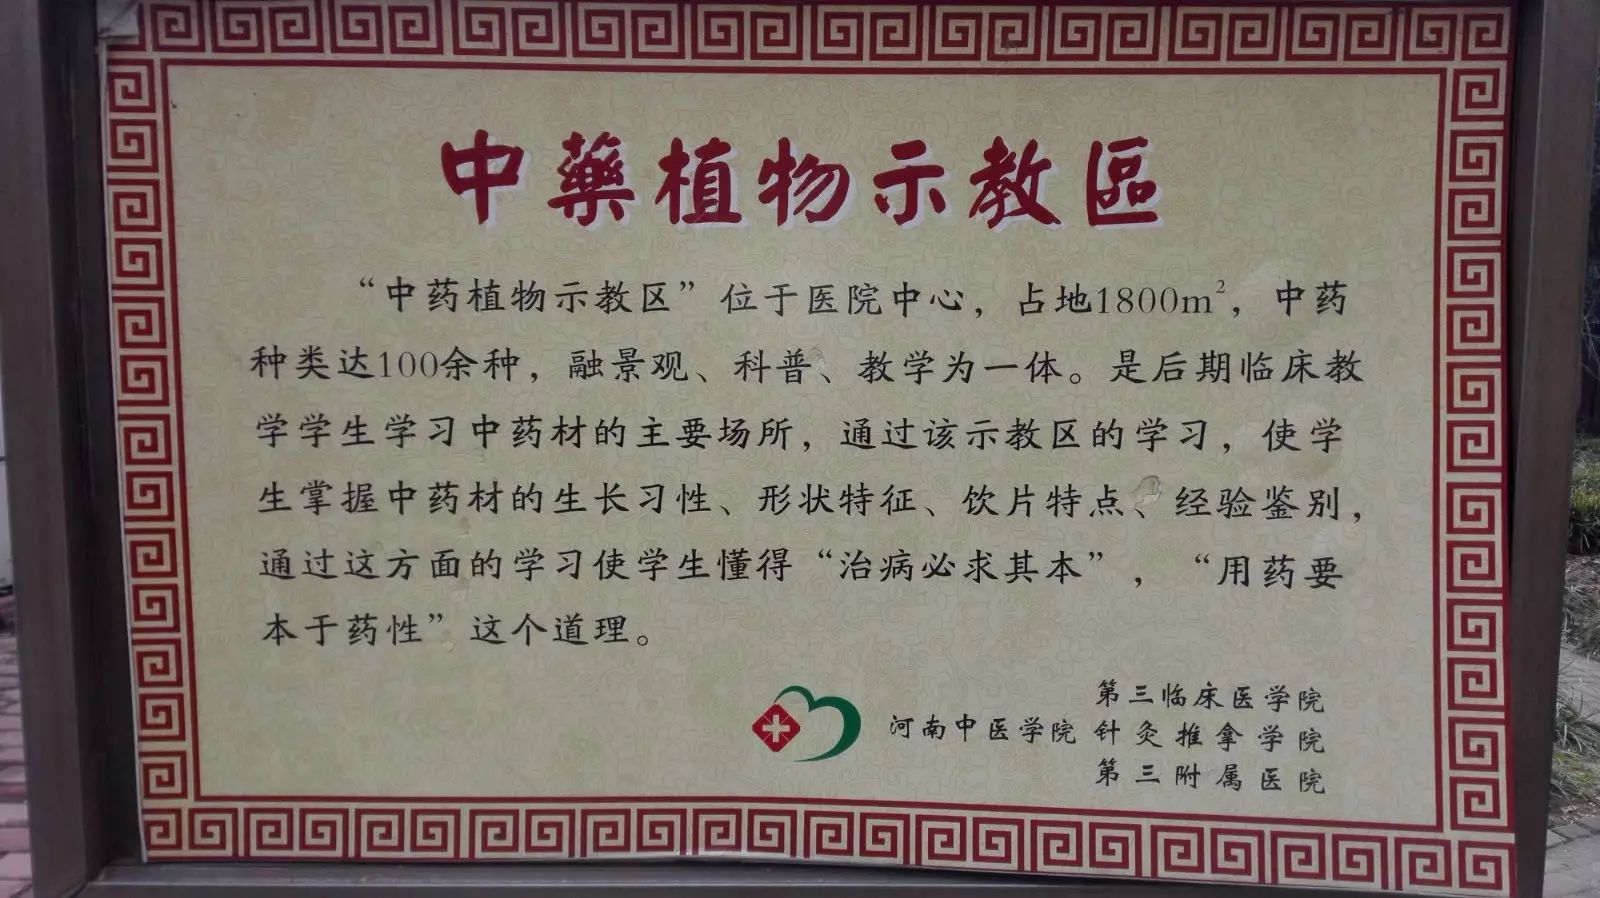 中藥植物示教區
“中药植物示教区”位于医院中心，占地1800m²，中药
种类达100余种，融景观、科普、教学为一体。是后期临床教
学学生学习中药材的主要场所，通过该示教区的学习，使学
生掌握中药材的生长习性、形状特征、饮片特点、经验鉴别，
通过这方面的学习使学生懂得“治病必求其本”，“用药要
本于药性”这个道理。
第三临床医学院
河南中医学院 针灸推拿学院
第三附属医院